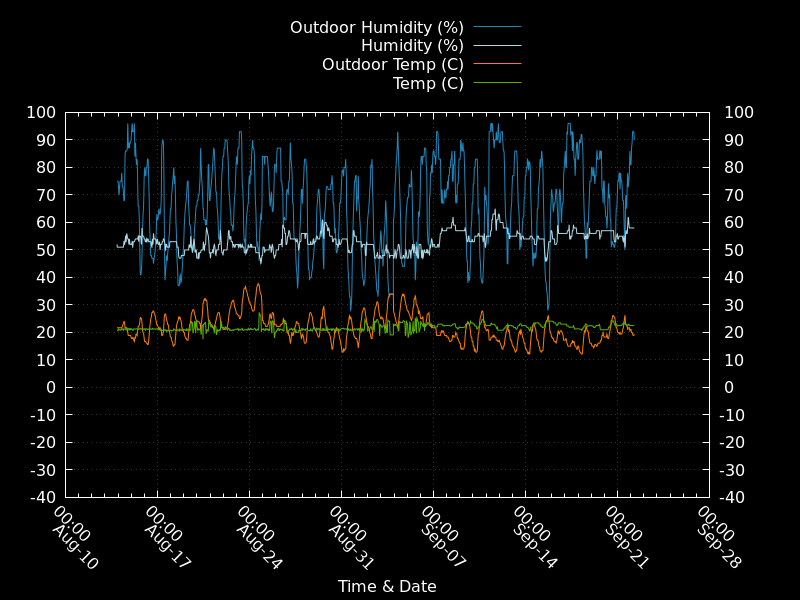 Outdoor Humidity (%)
Humidity (%)
Outdoor Temp (C)
Temp (C)
100 100
90 90
80 80
70 70
60 60
50 50
40 40
30 30
20 20
10 10
0 0
-10 -10
-20 -20
-30 -30
-40 -40
00:00 00:00 00:00 00:00 00:00 00:00 00:00 00:00
Aug-10 Aug-17 Aug-24 Aug-31 Sep-07 Sep-14 Sep-21 Sep-28
Time & Date